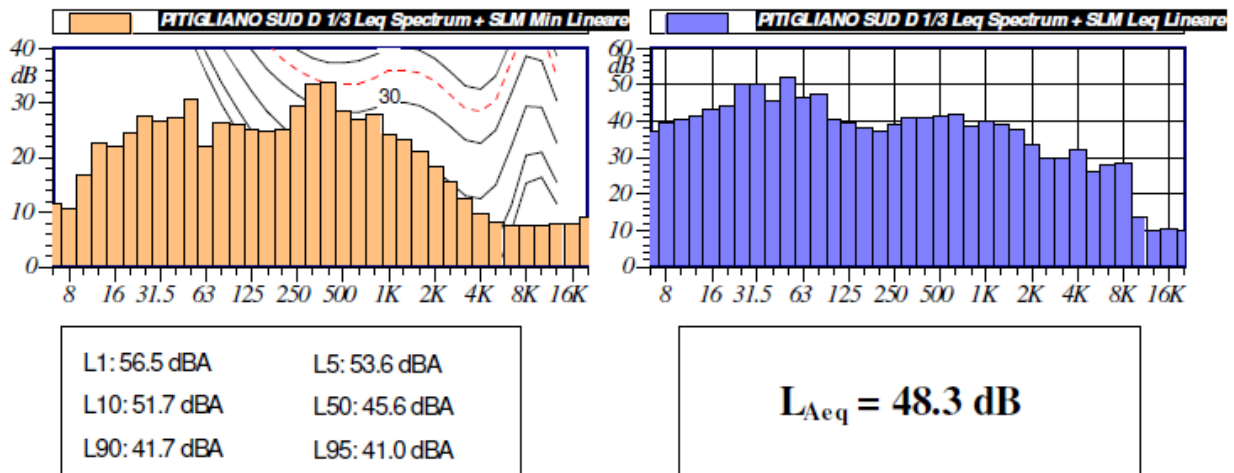 PITIGLIANO SUD D 1/3 Leq Spectrum + SLM Min Lineare
40
dB
30
20
10
0
30
8 16 31.5 63 125 250 500 1K 2K 4K 8K 16K
PITIGLIANO SUD D 1/3 Leq Spectrum + SLM Leq Lineare
60
dB
50
40
30
20
10
0
8 16 31.5 63 125 250 500 1K 2K 4K 8K 16K
L1: 56.5 dBA L5: 53.6 dBA
L10: 51.7 dBA L50: 45.6 dBA
L90: 41.7 dBA L95: 41.0 dBA
LAeq = 48.3 dB